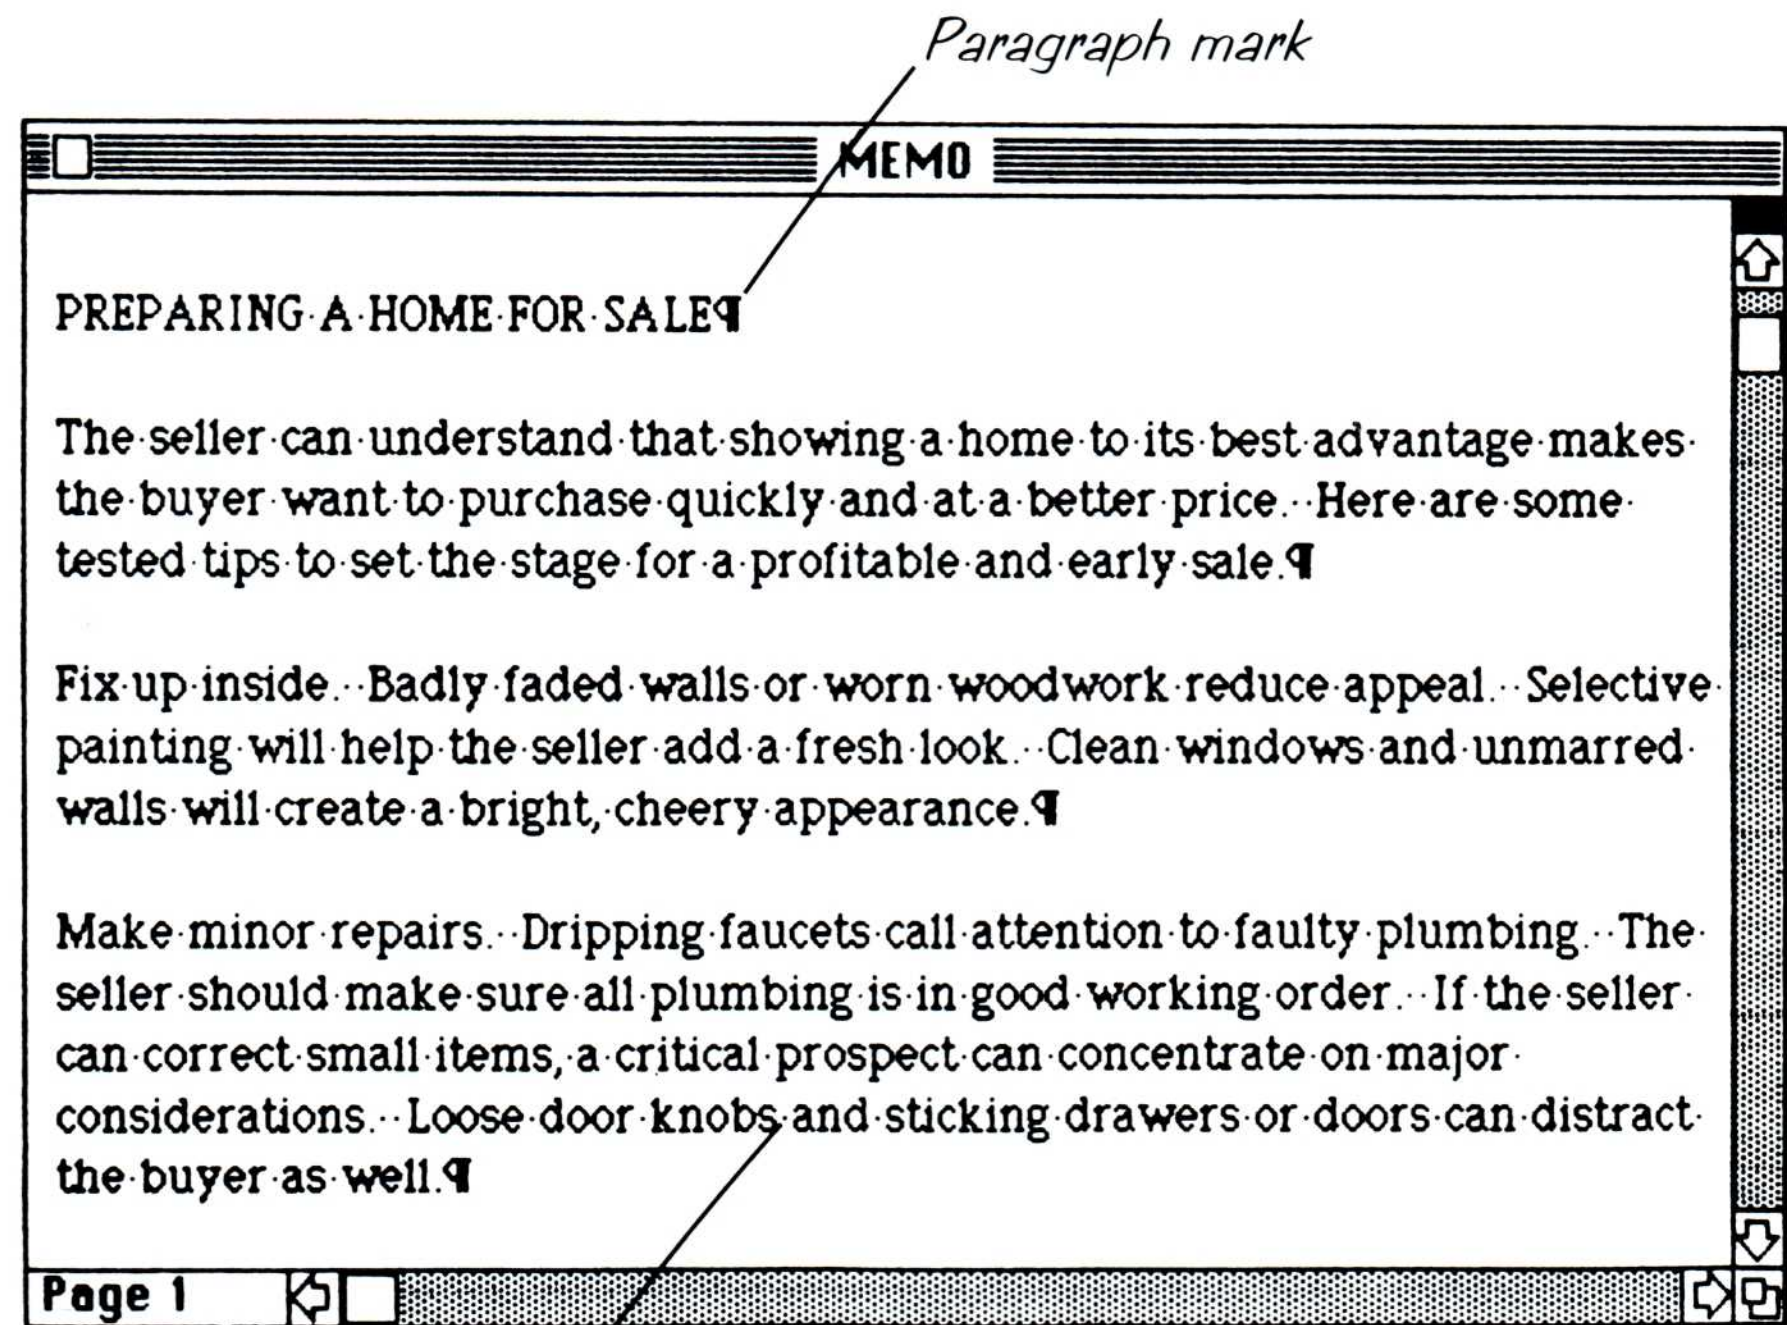 Paragraph mark
MEMO
PREPARING·A·HOME·FOR·SALE¶
The·seller·can·understand·that·showing·a·home·to·its·best·advantage·makes·
the·buyer·want·to·purchase·quickly·and·at·a·better·price.··Here·are·some·
tested·tips·to·set·the·stage·for·a·profitable·and·early·sale.¶
Fix·up·inside.··Badly·faded·walls·or·worn·woodwork·reduce·appeal.··Selective·
painting·will·help·the·seller·add·a·fresh·look.··Clean·windows·and·unmarred·
walls·will·create·a·bright,·cheery·appearance.¶
Make·minor·repairs.··Dripping·faucets·call·attention·to·faulty·plumbing.··The·
seller·should·make·sure·all·plumbing·is·in·good·working·order.··If·the·seller·
can·correct·small·items,·a·critical·prospect·can·concentrate·on·major·
considerations.··Loose·door·knobs·and·sticking·drawers·or·doors·can·distract·
the·buyer·as·well.¶
Page 1